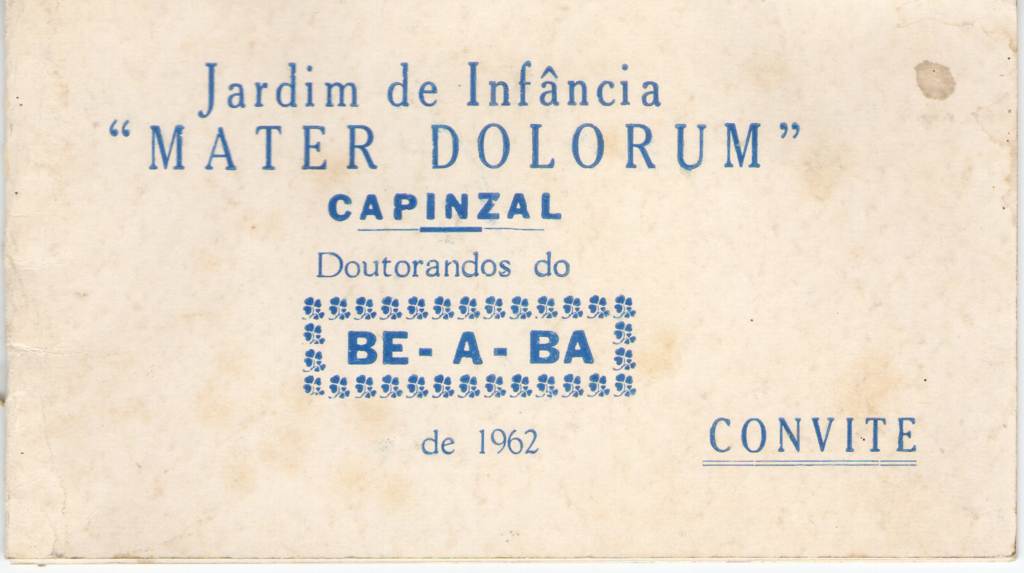 Jardim de Infância
“MATER DOLORUM”
CAPINZAL
Doutorandos do
BE - A - BA
de 1962
CONVITE